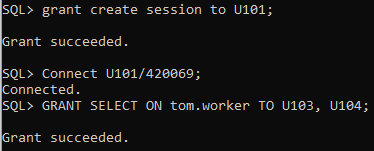 SQL> grant create session to U101;
Grant succeeded.
SQL> Connect U101/420069;
Connected.
SQL> GRANT SELECT ON tom.worker TO U103, U104;
Grant succeeded.